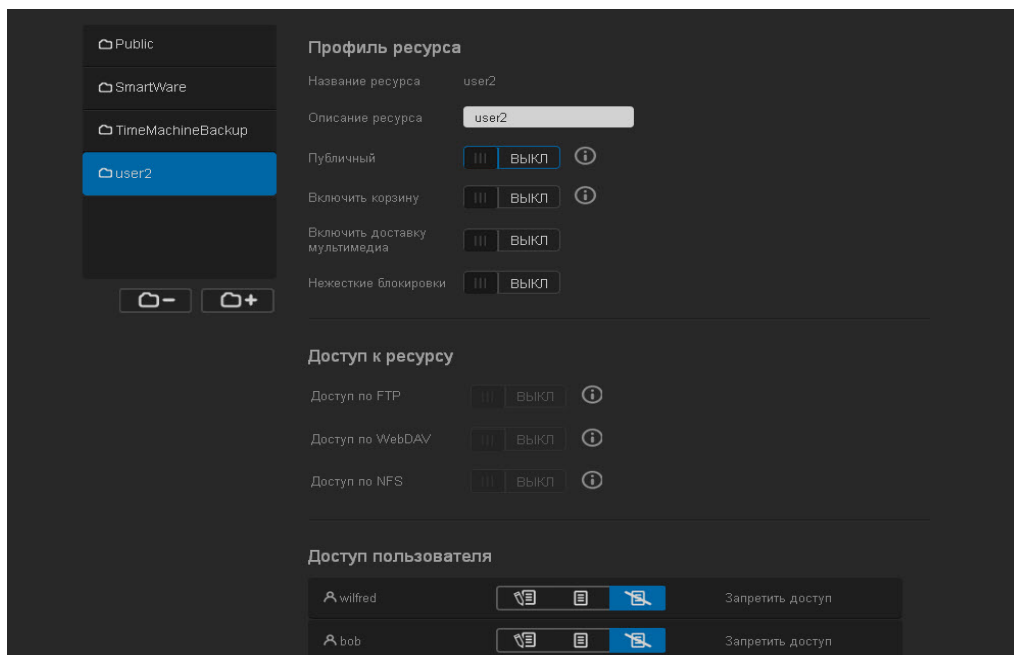 Public
SmartWare
TimeMachineBackup
user2
Профиль ресурса
Название ресурса user2
Описание ресурса user2
Публичный ВЫКЛ
Включить корзину ВЫКЛ
Включить доставку
мультимедиа ВЫКЛ
Нежесткие блокировки ВЫКЛ
Доступ к ресурсу
Доступ по FTP ВЫКЛ
Доступ по WebDAV ВЫКЛ
Доступ по NFS ВЫКЛ
Доступ пользователя
wilfred Запретить доступ
bob Запретить доступ